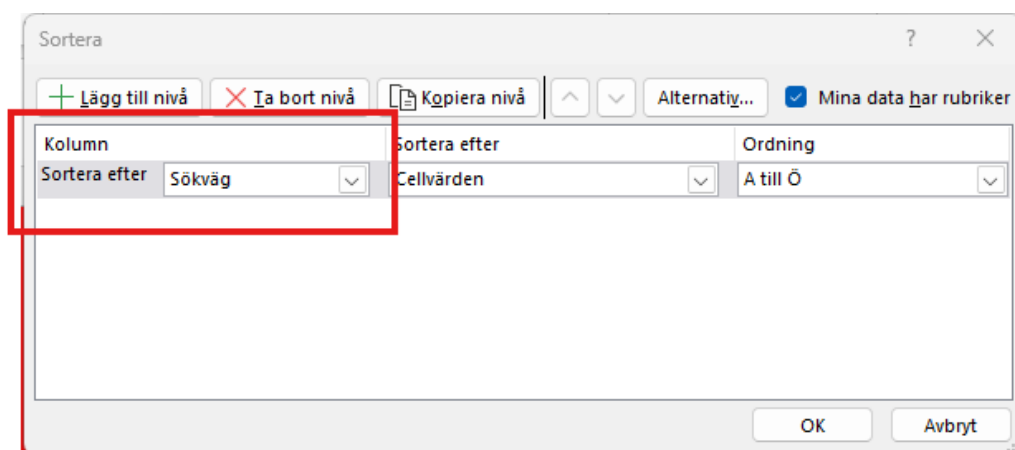 Sortera ?
Lägg till nivå Ta bort nivå Kopiera nivå Alternativ... Mina data har rubriker
Kolumn Sortera efter Ordning
Sortera efter Sökväg Cellvärden A till Ö
OK Avbryt